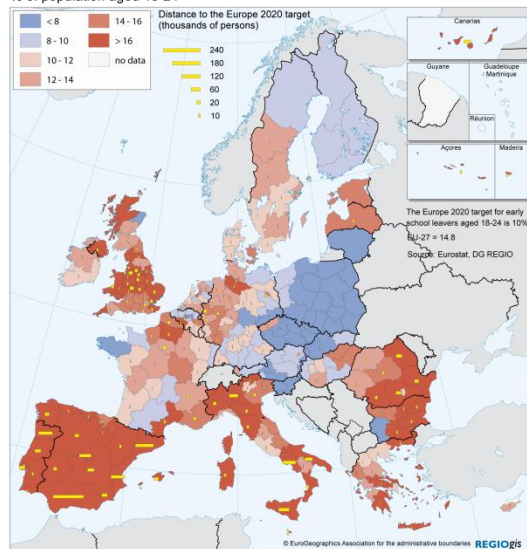 % of population aged 18-24
< 8
8 - 10
10 - 12
12 - 14
14 - 16
> 16
no data
Distance to the Europe 2020 target
(thousands of persons)
240
180
120
60
20
10
Canarias
Guyane
Guadeloupe
Martinique
Réunion
Açores
Madeira
The Europe 2020 target for early
school leavers aged 18-24 is 10%
EU-27 = 14.8
Source: Eurostat, DG REGIO
© EuroGeographics Association for the administrative boundaries
REGIOgis